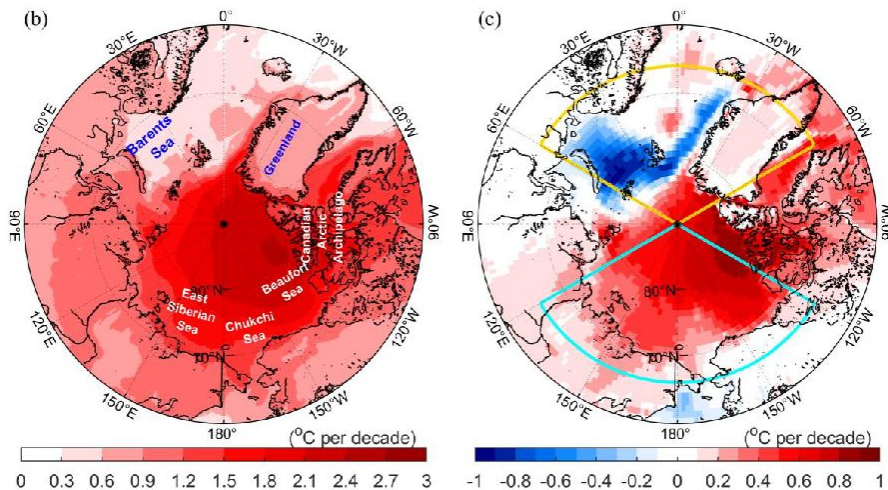 (b)
0°
30°E
30°W
60°E
60°W
Barents
Sea
Greenland
90°E
90°W
Canadian
Arctic
Archipelago
80°N
Beaufort
Sea
East
Siberian
Sea
Chukchi
Sea
120°E
120°W
70°N
150°E
150°W
180°
(°C per decade)
0 0.3 0.6 0.9 1.2 1.5 1.8 2.1 2.4 2.7 3
(c)
0°
30°E
30°W
60°E
60°W
90°E
90°W
80°N
120°E
120°W
70°N
150°E
150°W
180°
(°C per decade)
-1 -0.8 -0.6 -0.4 -0.2 0 0.2 0.4 0.6 0.8 1